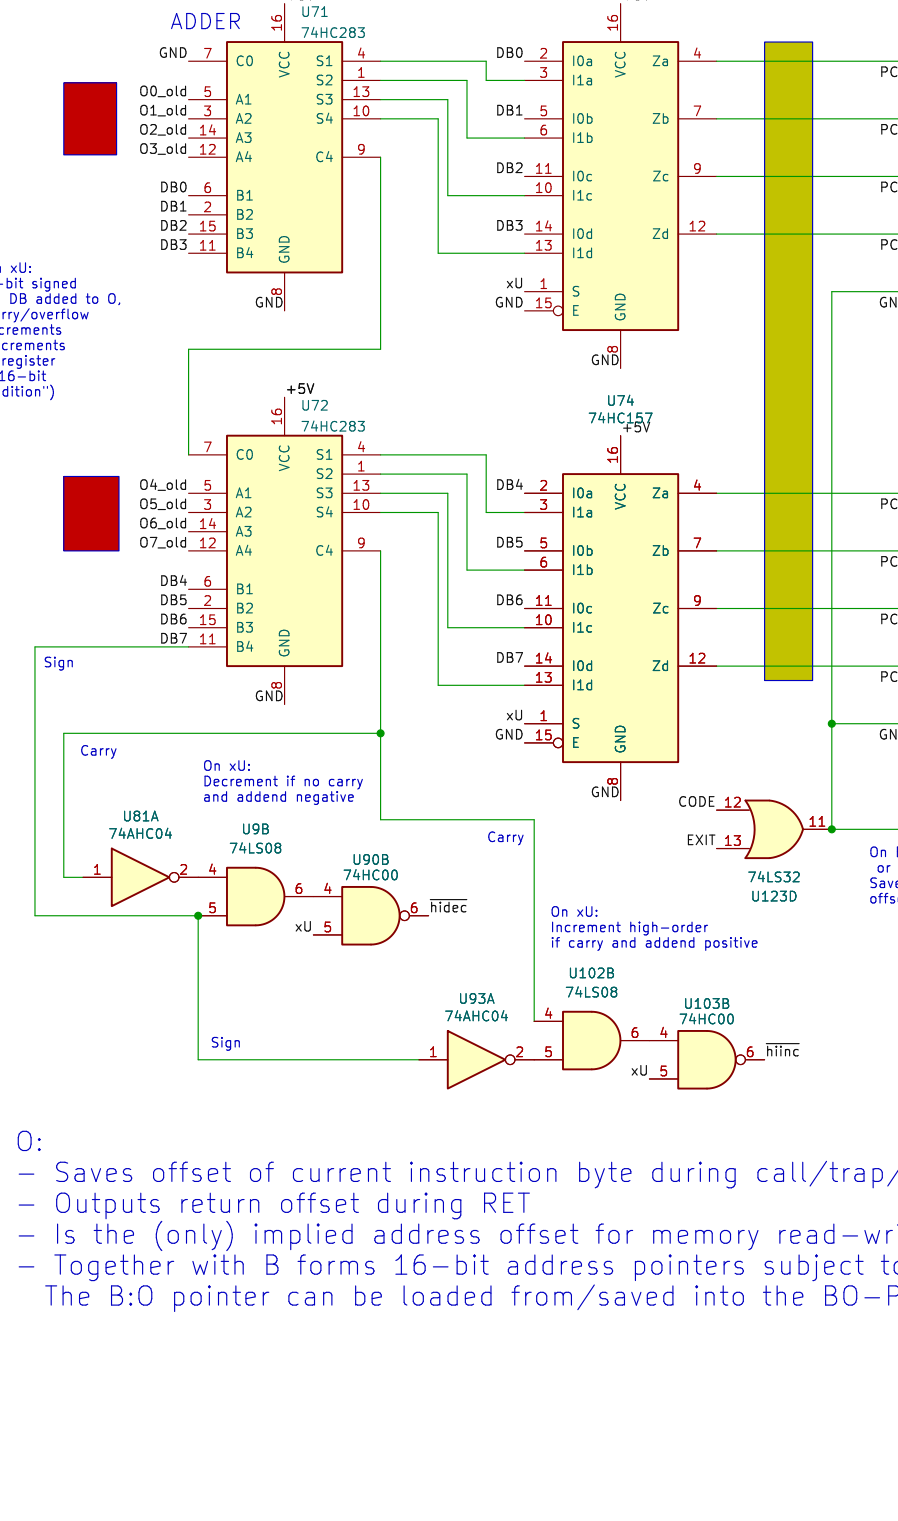 ADDER
16
U71
74HC283
VCC
GND 7 C0
S1 4
S2 1
S3 13
S4 10
C4 9
O0_old 5 A1
O1_old 3 A2
O2_old 14 A3
O3_old 12 A4
DB0 6 B1
DB1 2 B2
DB2 15 B3
DB3 11 B4
GND
GND 8
16
VCC
DB0 2 I0a
3 I1a
Za 4
PC
DB1 5 I0b
6 I1b
Zb 7
PC
DB2 11 I0c
10 I1c
Zc 9
PC
DB3 14 I0d
13 I1d
Zd 12
PC
xU 1 S
GND 15 E
GND
GND 8
GN
xU:
-bit signed
DB added to O,
rry/overflow
crements
crements
register
16-bit
dition")
+5V
16
U72
74HC283
VCC
7 C0
S1 4
S2 1
S3 13
S4 10
C4 9
O4_old 5 A1
O5_old 3 A2
O6_old 14 A3
O7_old 12 A4
DB4 6 B1
DB5 2 B2
DB6 15 B3
DB7 11 B4
GND
GND 8
U74
74HC157
+5V
16
VCC
DB4 2 I0a
3 I1a
Za 4
PC
DB5 5 I0b
6 I1b
Zb 7
PC
DB6 11 I0c
10 I1c
Zc 9
PC
DB7 14 I0d
13 I1d
Zd 12
PC
xU 1 S
GND 15 E
GND
GND 8
GN
Sign
Carry
On xU:
Decrement if no carry
and addend negative
U81A
74AHC04
1 2
U9B
74LS08
4
5
6
U90B
74HC00
4
xU 5
6 hidec
Carry
CODE 12
EXIT 13
11
74LS32
U123D
On
or
Save
offs
On xU:
Increment high-order
if carry and addend positive
Sign
U93A
74AHC04
1 2
U102B
74LS08
4
5
6
U103B
74HC00
4
xU 5
6 hiinc
O:
- Saves offset of current instruction byte during call/trap/
- Outputs return offset during RET
- Is the (only) implied address offset for memory read-wr
- Together with B forms 16-bit address pointers subject to
The B:O pointer can be loaded from/saved into the BO-P